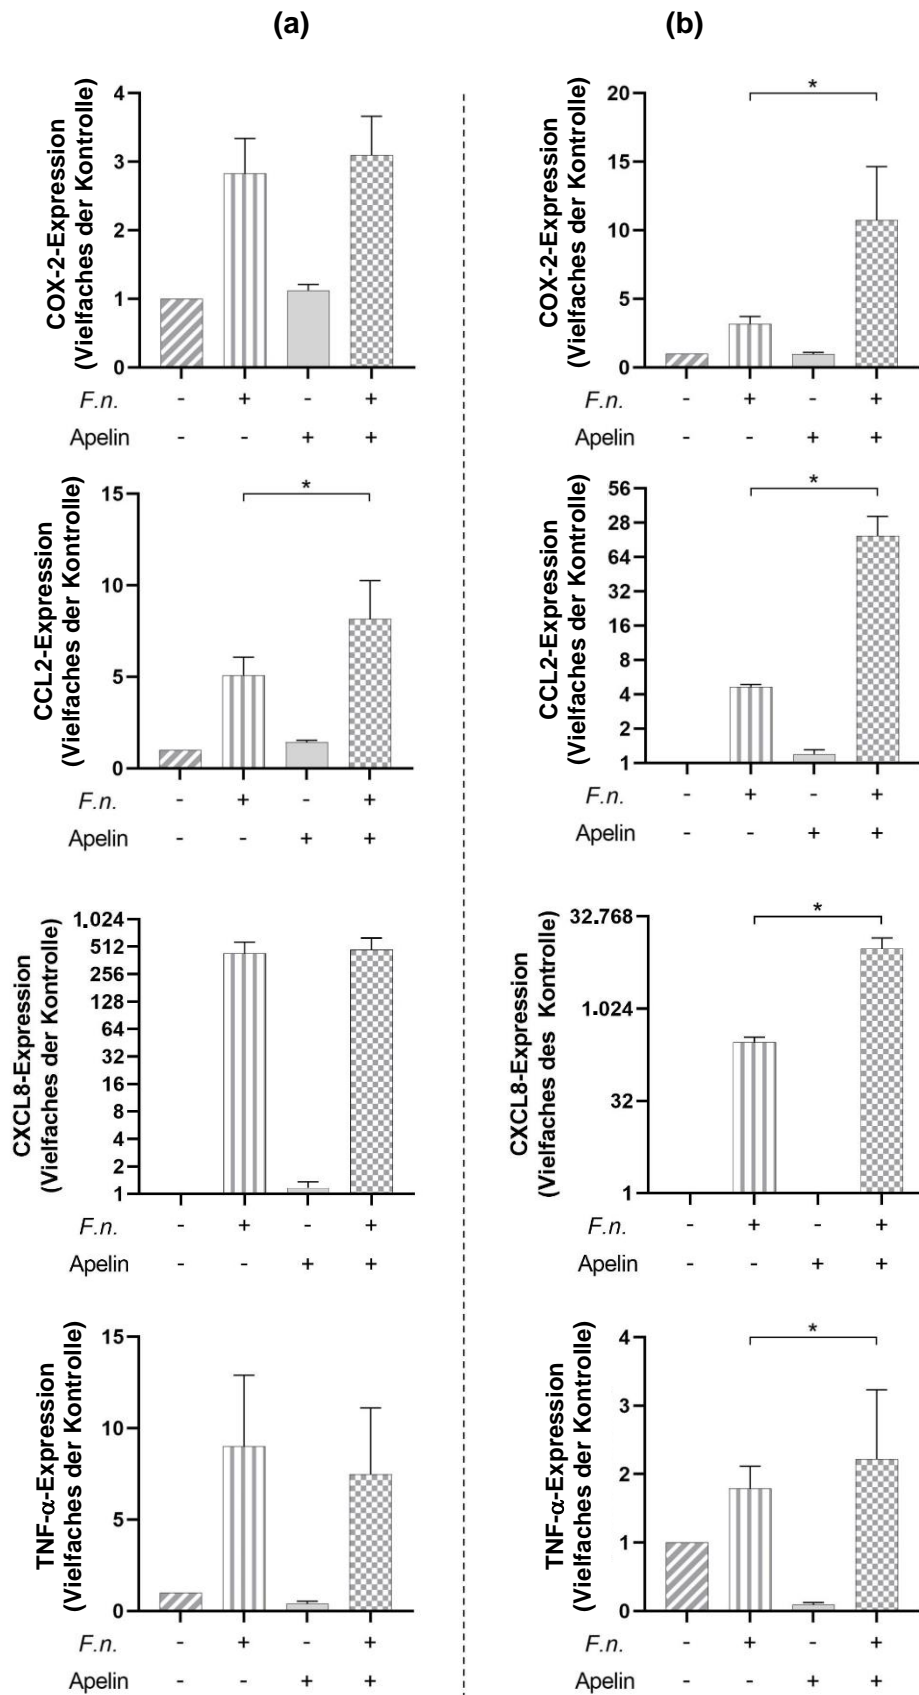 (a)
(b)
COX-2-Expression
(Vielfaches der Kontrolle)
4
3
2
1
0
- + - +
F.n.
Apelin
- - + +
COX-2-Expression
(Vielfaches der Kontrolle)
20
15
10
5
0
*
F.n.
- + - +
Apelin
- - + +
CCL2-Expression
(Vielfaches der Kontrolle)
15
10
5
0
*
F.n.
- + - +
Apelin
- - + +
CCL2-Expression
(Vielfaches der Kontrolle)
56
28
64
32
16
8
4
2
1
*
F.n.
- + - +
Apelin
- - + +
CXCL8-Expression
(Vielfaches der Kontrolle)
1.024
512
256
128
64
32
16
8
4
2
1
F.n.
- + - +
Apelin
- - + +
CXCL8-Expression
(Vielfaches des Kontrolle)
32.768
1.024
32
1
*
F.n.
- + - +
Apelin
- - + +
TNF-α-Expression
(Vielfaches der Kontrolle)
15
10
5
0
F.n.
- + - +
Apelin
- - + +
TNF-α-Expression
(Vielfaches der Kontrolle)
4
3
2
1
0
*
F.n.
- + - +
Apelin
- - + +